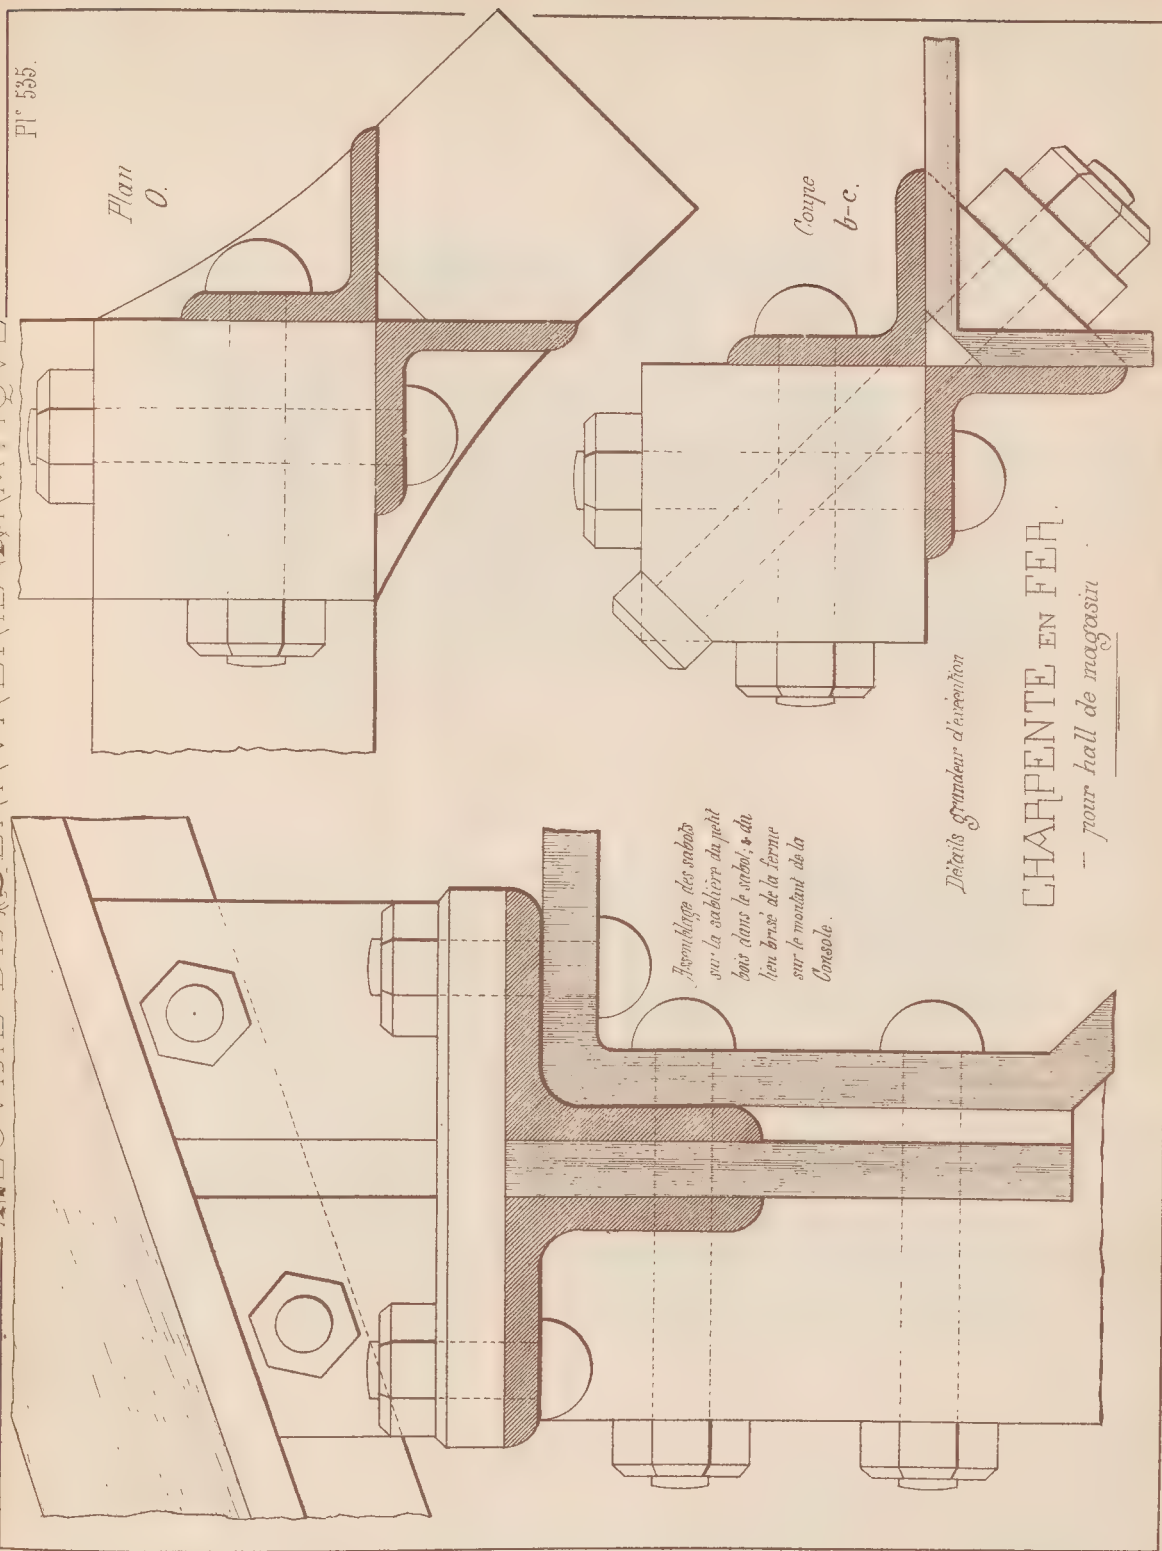 Pl° 535.
Plan
O.
Coupe
b-c.
Assemblage des sabots
sur la sablière du petit
bois dans le sabot; & du
lien brisé de la ferme
sur le montant de la
Console.
Détails grandeur d'exécution
CHARPENTE EN FER.
pour hall de magasin